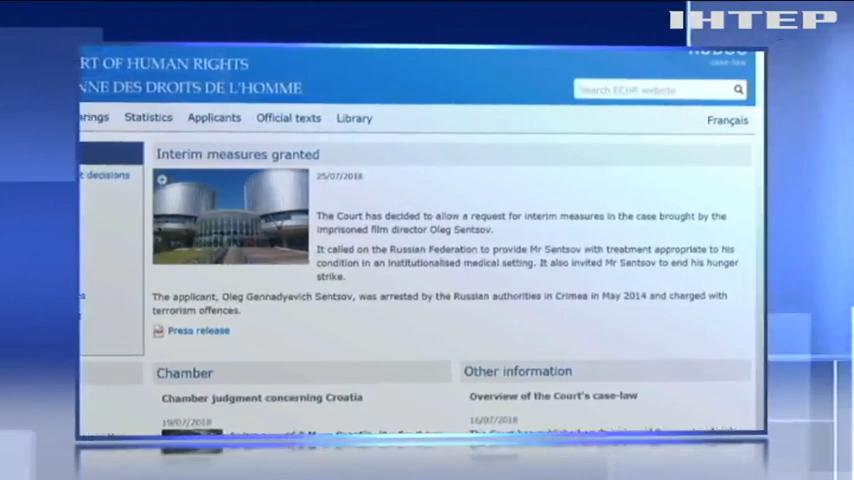 ІНТЕР
RT OF HUMAN RIGHTS
NNE DES DROITS DE L'HOMME
HUDOC
case-law
Search ECHR website
arings Statistics Applicants Official texts Library
Français
Interim measures granted
t decisions
25/07/2018
The Court has decided to allow a request for interim measures in the case brought by the
imprisoned film director Oleg Sentsov.
It called on the Russian Federation to provide Mr Sentsov with treatment appropriate to his
condition in an institutionalised medical setting. It also invited Mr Sentsov to end his hunger
strike.
The applicant, Oleg Gennadyevich Sentsov, was arrested by the Russian authorities in Crimea in May 2014 and charged with
terrorism offences.
Press release
Chamber
Chamber judgment concerning Croatia
19/07/2018
Other information
Overview of the Court's case-law
16/07/2018